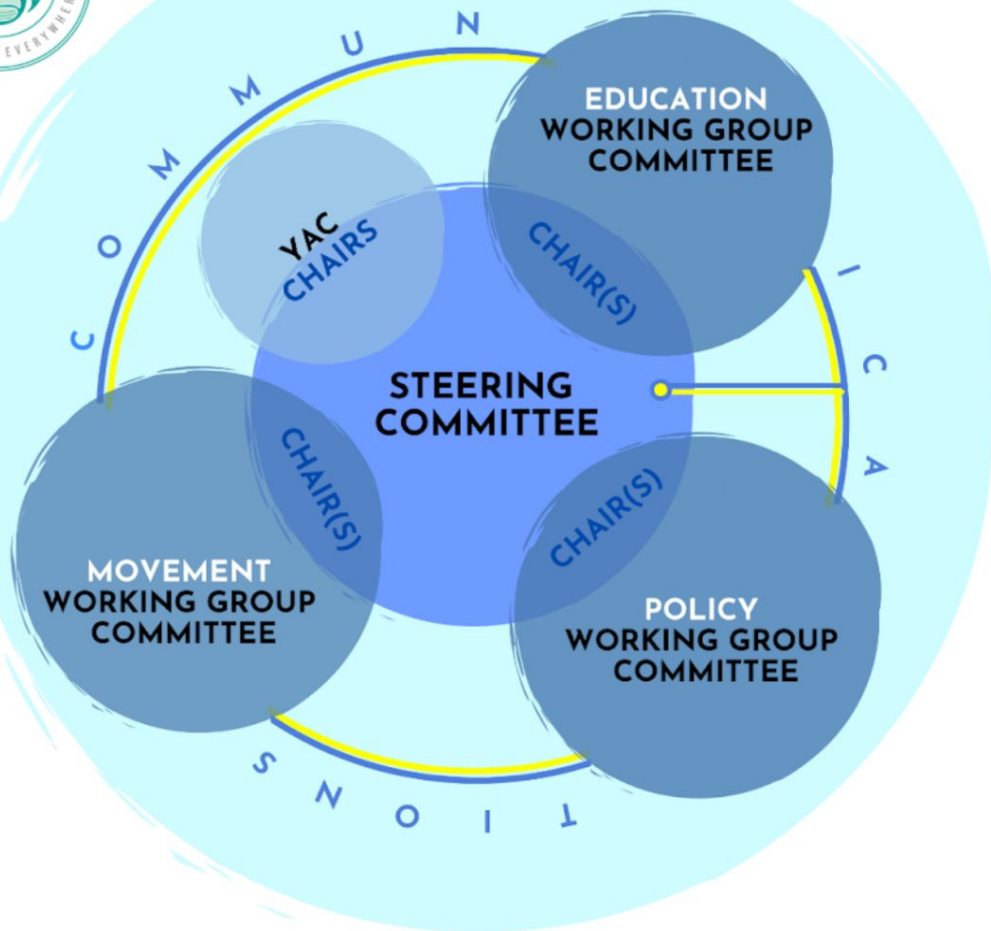 EVERYWHERE
COMMUNICATIONS
EDUCATION
WORKING GROUP
COMMITTEE
YAC
CHAIRS
CHAIR(S)
STEERING
COMMITTEE
CHAIR(S)
CHAIR(S)
MOVEMENT
WORKING GROUP
COMMITTEE
POLICY
WORKING GROUP
COMMITTEE